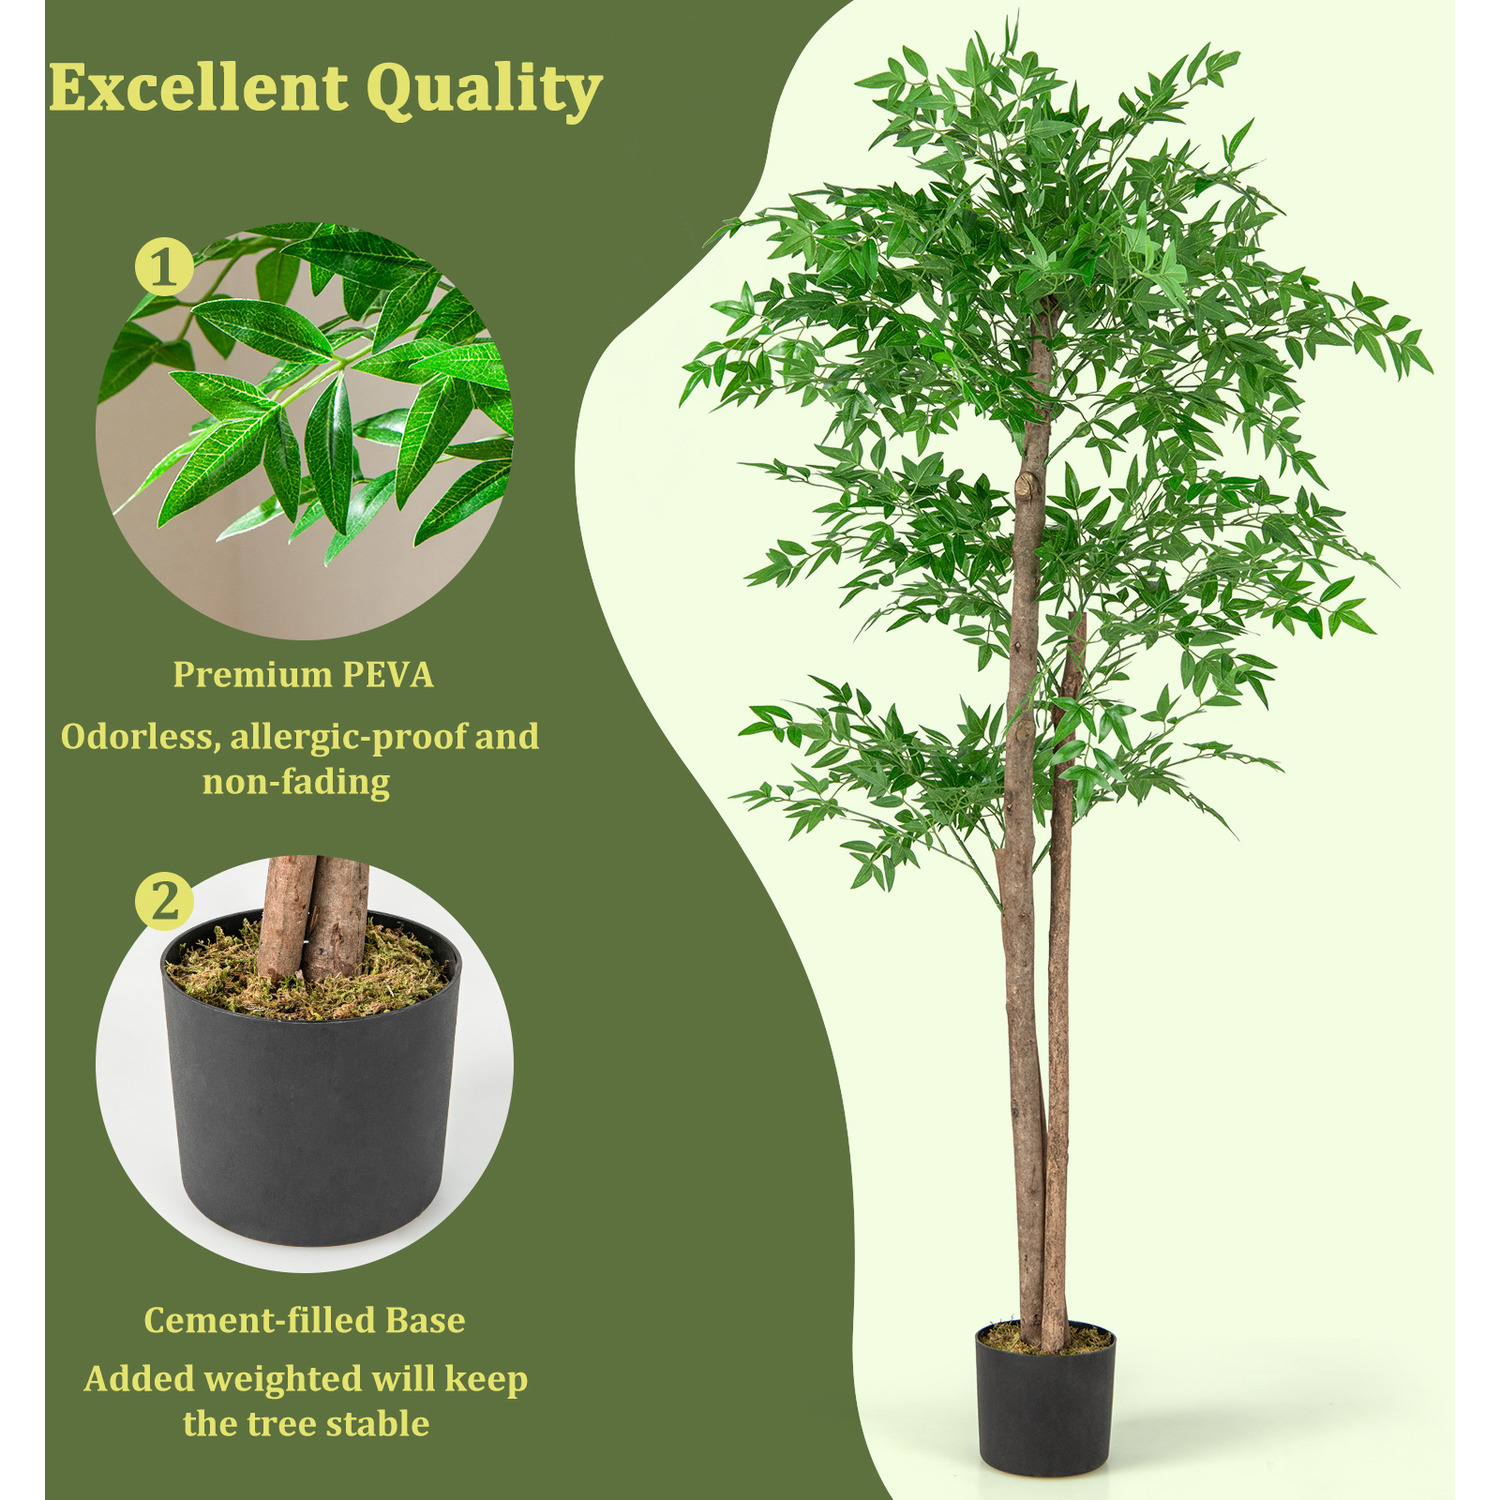 Excellent Quality
1
Premium PEVA
Odorless, allergic-proof and
non-fading
2
Cement-filled Base
Added weighted will keep
the tree stable